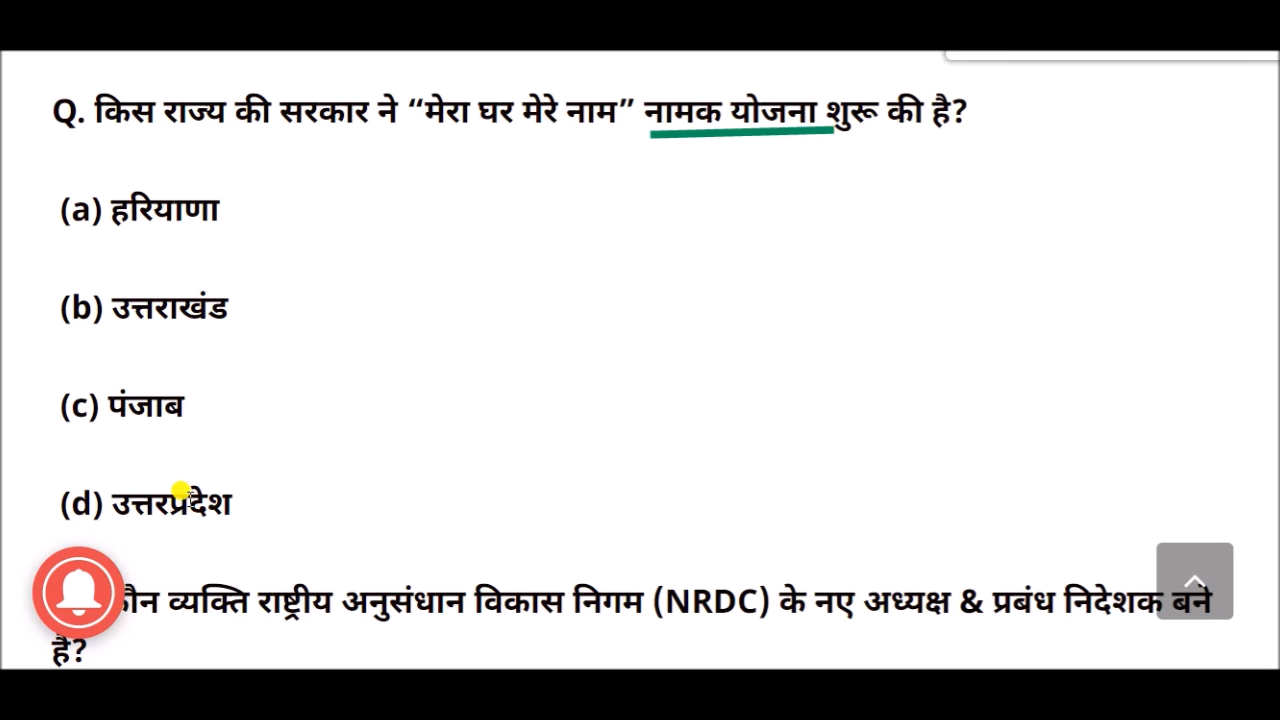 Q. किस राज्य की सरकार ने “मेरा घर मेरे नाम” नामक योजना शुरू की है?
(a) हरियाणा
(b) उत्तराखंड
(c) पंजाब
(d) उत्तरप्रदेश
व्यक्ति राष्ट्रीय अनुसंधान विकास निगम (NRDC) के नए अध्यक्ष & प्रबंध निदेशक बने
है?